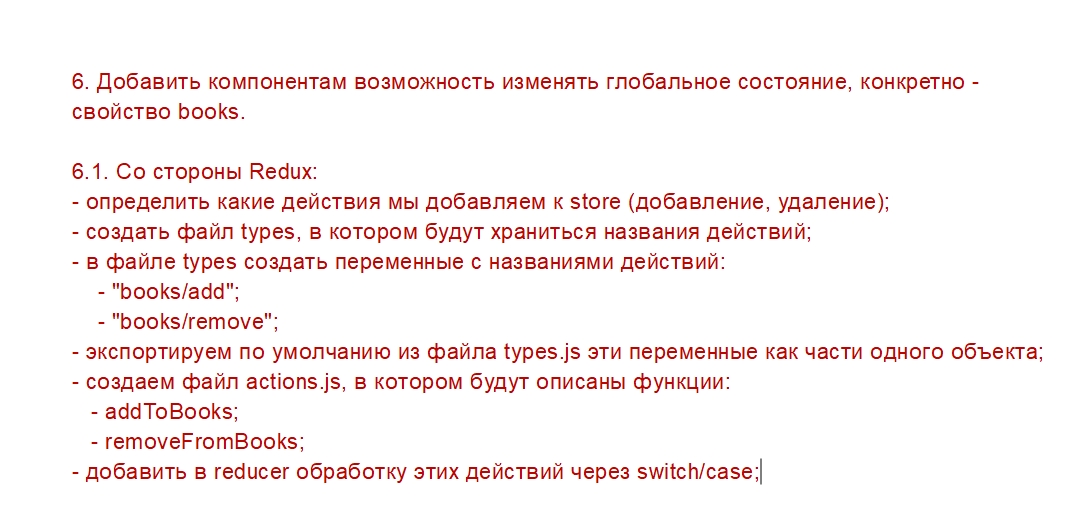 6. Добавить компонентам возможность изменять глобальное состояние, конкретно -
свойство books.
6.1. Со стороны Redux:
- определить какие действия мы добавляем к store (добавление, удаление);
- создать файл types, в котором будут храниться названия действий;
- в файле types создать переменные с названиями действий:
- "books/add";
- "books/remove";
- экспортируем по умолчанию из файла types.js эти переменные как части одного объекта;
- создаем файл actions.js, в котором будут описаны функции:
- addToBooks;
- removeFromBooks;
- добавить в reducer обработку этих действий через switch/case;